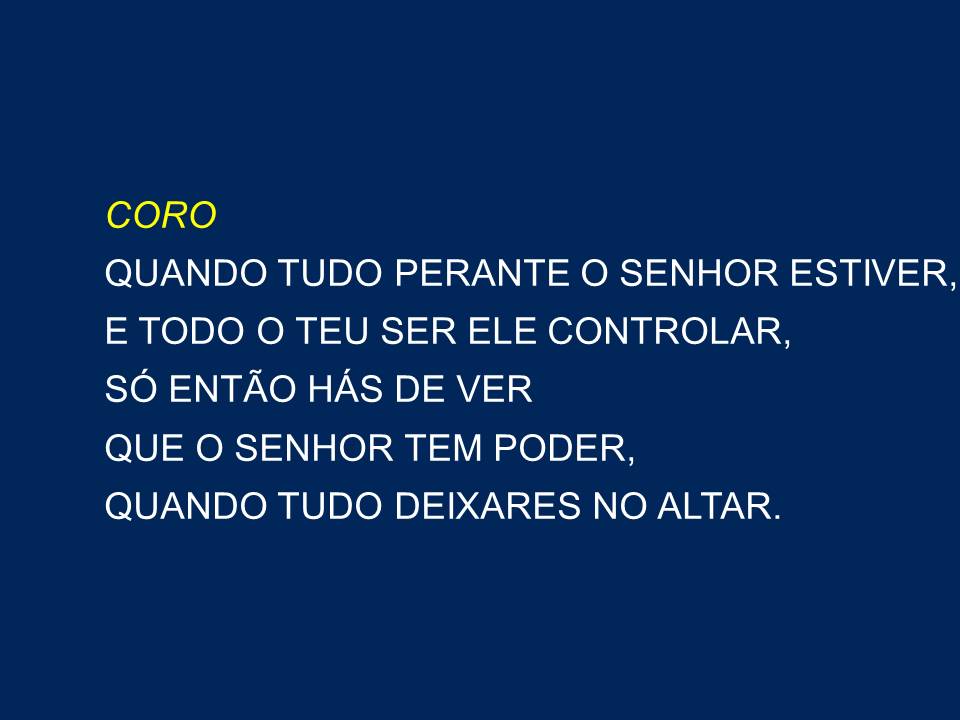 CORO
QUANDO TUDO PERANTE O SENHOR ESTIVER,
E TODO O TEU SER ELE CONTROLAR,
SÓ ENTÃO HÁS DE VER
QUE O SENHOR TEM PODER,
QUANDO TUDO DEIXARES NO ALTAR.